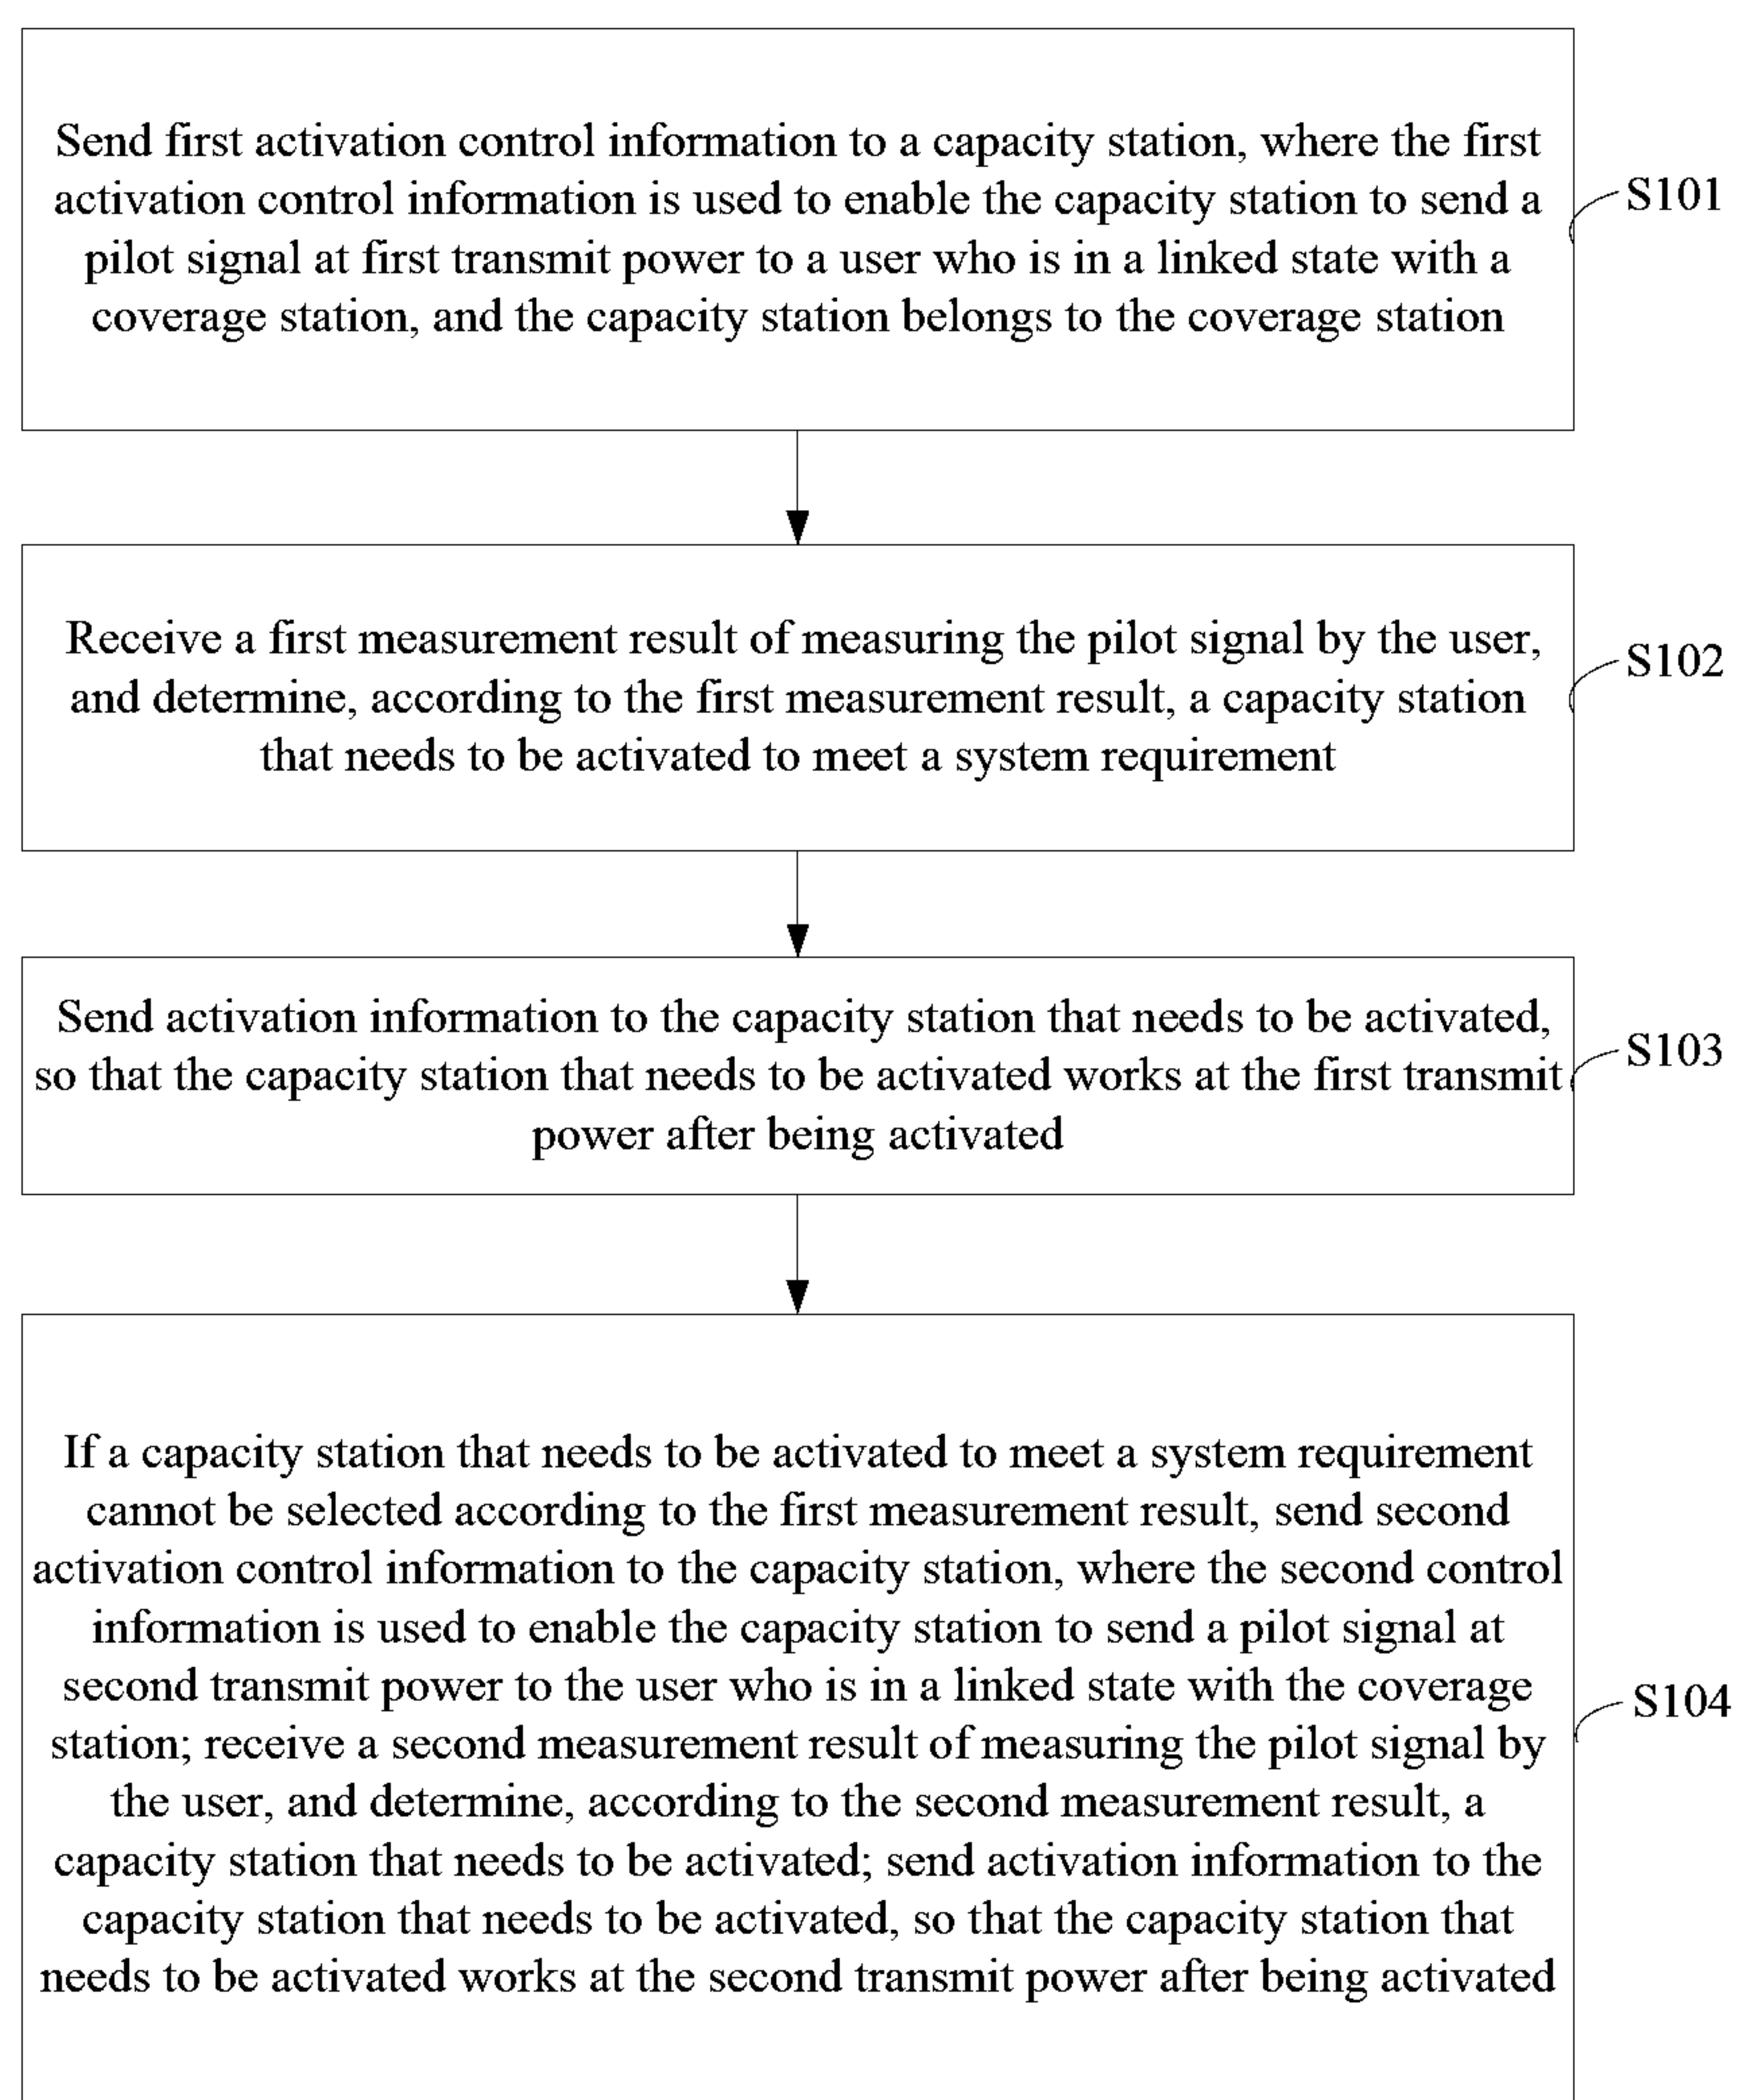 Send first activation control information to a capacity station, where the first
activation control information is used to enable the capacity station to send a
pilot signal at first transmit power to a user who is in a linked state with a
coverage station, and the capacity station belongs to the coverage station
S101
Receive a first measurement result of measuring the pilot signal by the user,
and determine, according to the first measurement result, a capacity station
that needs to be activated to meet a system requirement
S102
Send activation information to the capacity station that needs to be activated,
so that the capacity station that needs to be activated works at the first transmit
power after being activated
S103
If a capacity station that needs to be activated to meet a system requirement
cannot be selected according to the first measurement result, send second
activation control information to the capacity station, where the second control
information is used to enable the capacity station to send a pilot signal at
second transmit power to the user who is in a linked state with the coverage
station; receive a second measurement result of measuring the pilot signal by
the user, and determine, according to the second measurement result, a
capacity station that needs to be activated; send activation information to the
capacity station that needs to be activated, so that the capacity station that
needs to be activated works at the second transmit power after being activated
S104